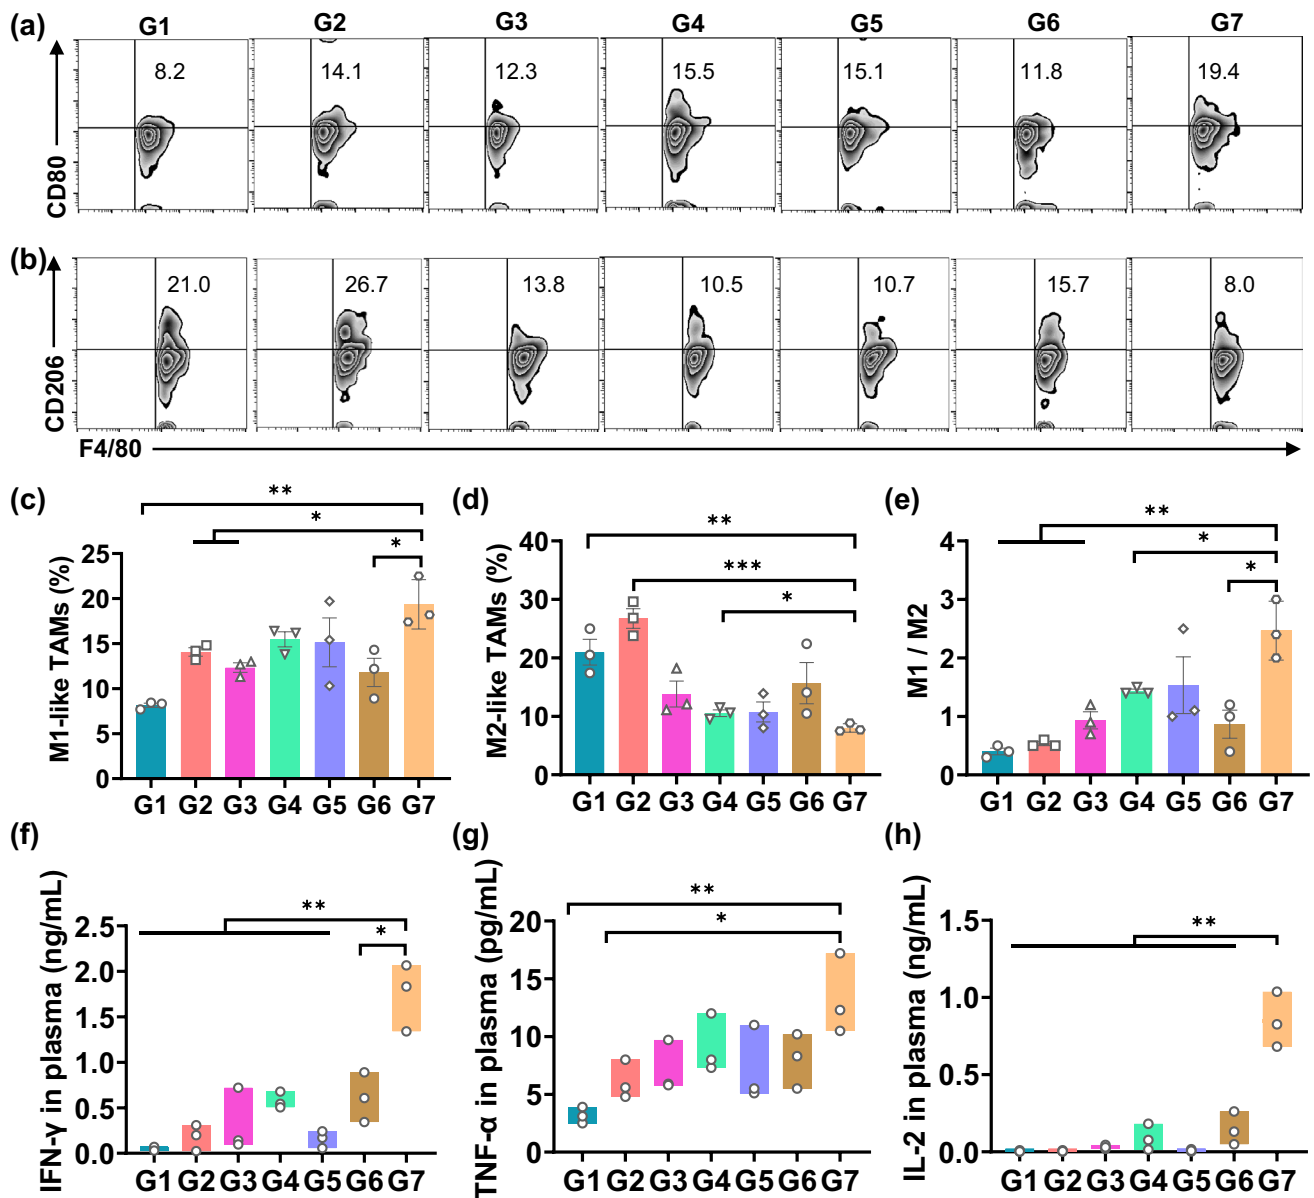 (a) G1 G2 G3 G4 G5 G6 G7
8.2 14.1 12.3 15.5 15.1 11.8 19.4
CD80
(b)
21.0 26.7 13.8 10.5 10.7 15.7 8.0
CD206
F4/80
(c)
**
*
*
M1-like TAMs (%)
25
20
15
10
5
0
G1 G2 G3 G4 G5 G6 G7
(d)
**
***
*
M2-like TAMs (%)
40
30
20
10
0
G1 G2 G3 G4 G5 G6 G7
(e)
**
*
*
M1 / M2
4
3
2
1
0
G1 G2 G3 G4 G5 G6 G7
(f)
**
*
IFN-γ in plasma (ng/mL)
2.5
2.0
1.5
1.0
0.5
0.0
G1 G2 G3 G4 G5 G6 G7
(g)
**
*
TNF-α in plasma (pg/mL)
20
15
10
5
0
G1 G2 G3 G4 G5 G6 G7
(h)
**
IL-2 in plasma (ng/mL)
1.5
1.0
0.5
0.0
G1 G2 G3 G4 G5 G6 G7